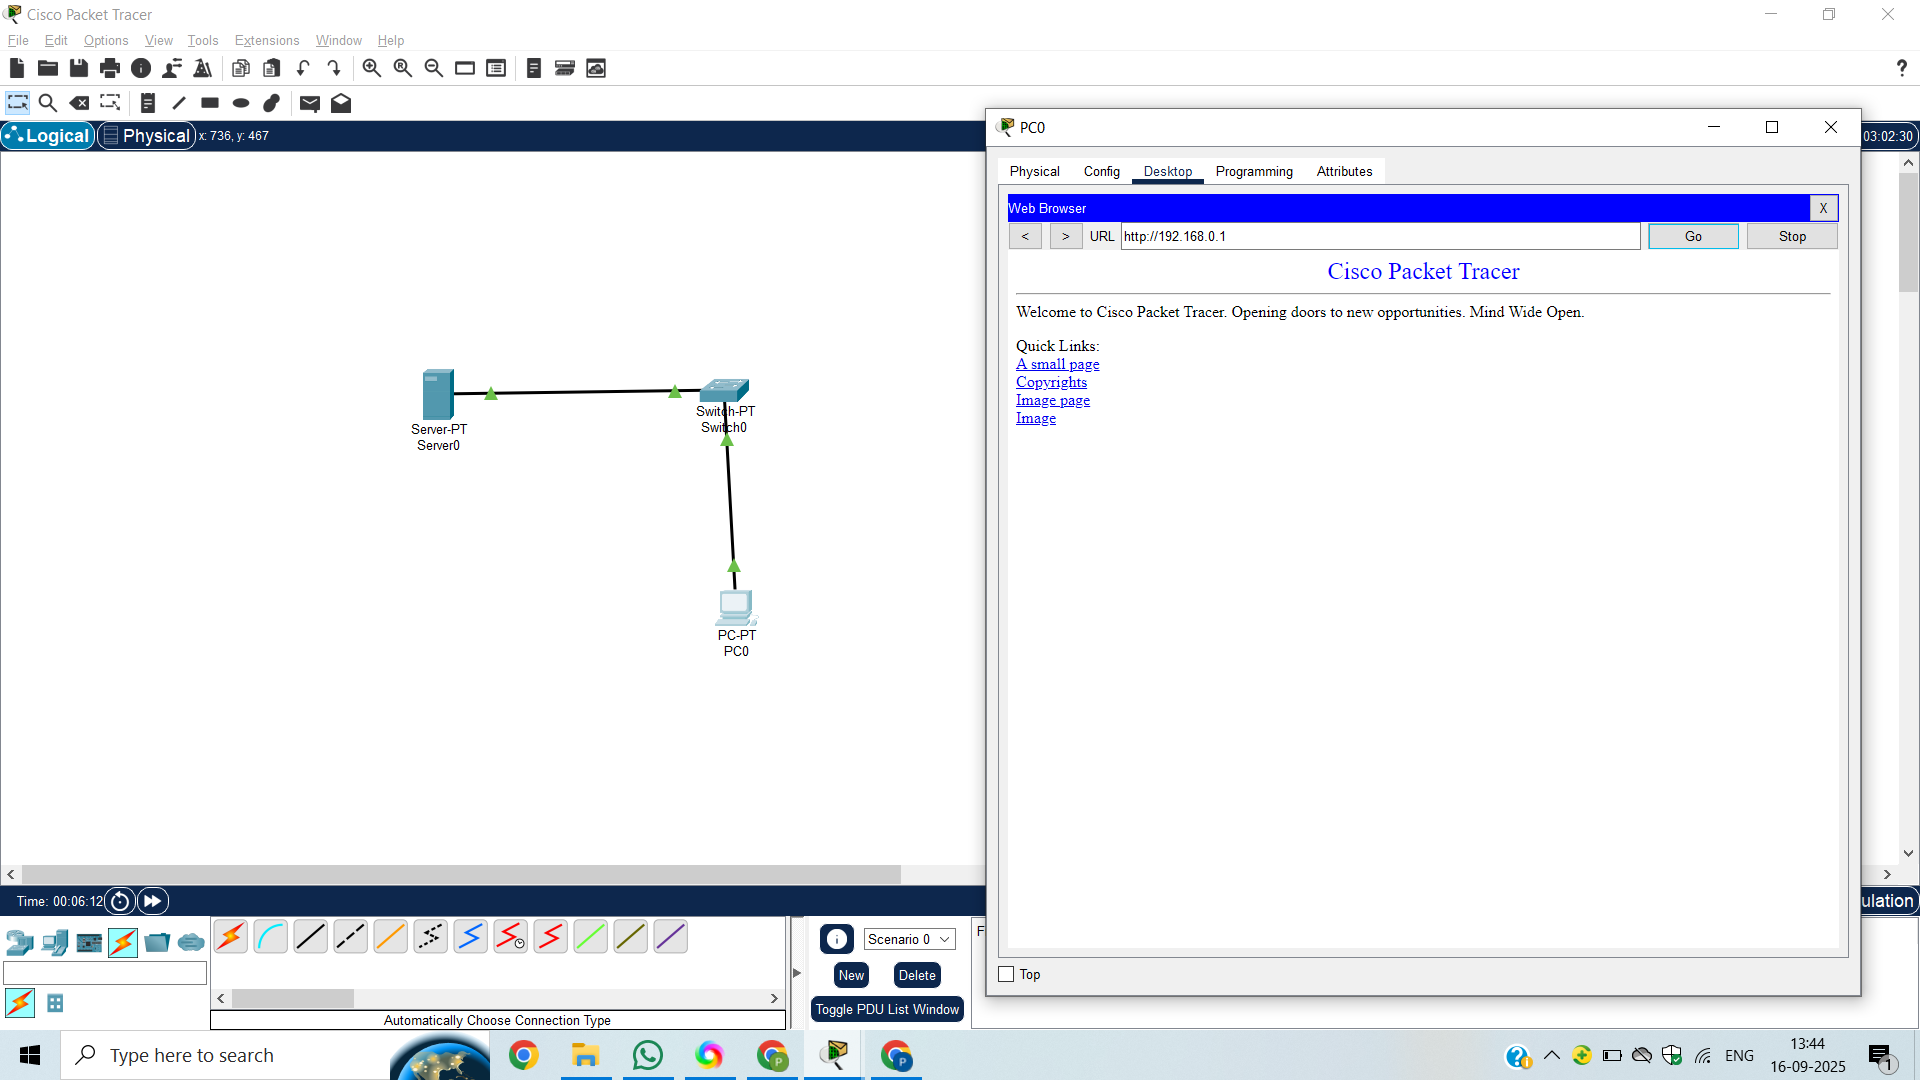 Cisco Packet Tracer
File Edit Options View Tools Extensions Window Help
?
Logical Physical x: 736, y: 467
03:02:30
PC0
Physical Config Desktop Programming Attributes
Web Browser X
< > URL http://192.168.0.1 Go Stop
Cisco Packet Tracer
Welcome to Cisco Packet Tracer. Opening doors to new opportunities. Mind Wide Open.
Quick Links:
A small page
Copyrights
Image page
Image
Top
Server-PT
Server0
Switch-PT
Switch0
PC-PT
PC0
Time: 00:06:12
ulation
Scenario 0
F
New Delete
Toggle PDU List Window
Automatically Choose Connection Type
Type here to search
P
P
ENG
13:44
16-09-2025
1